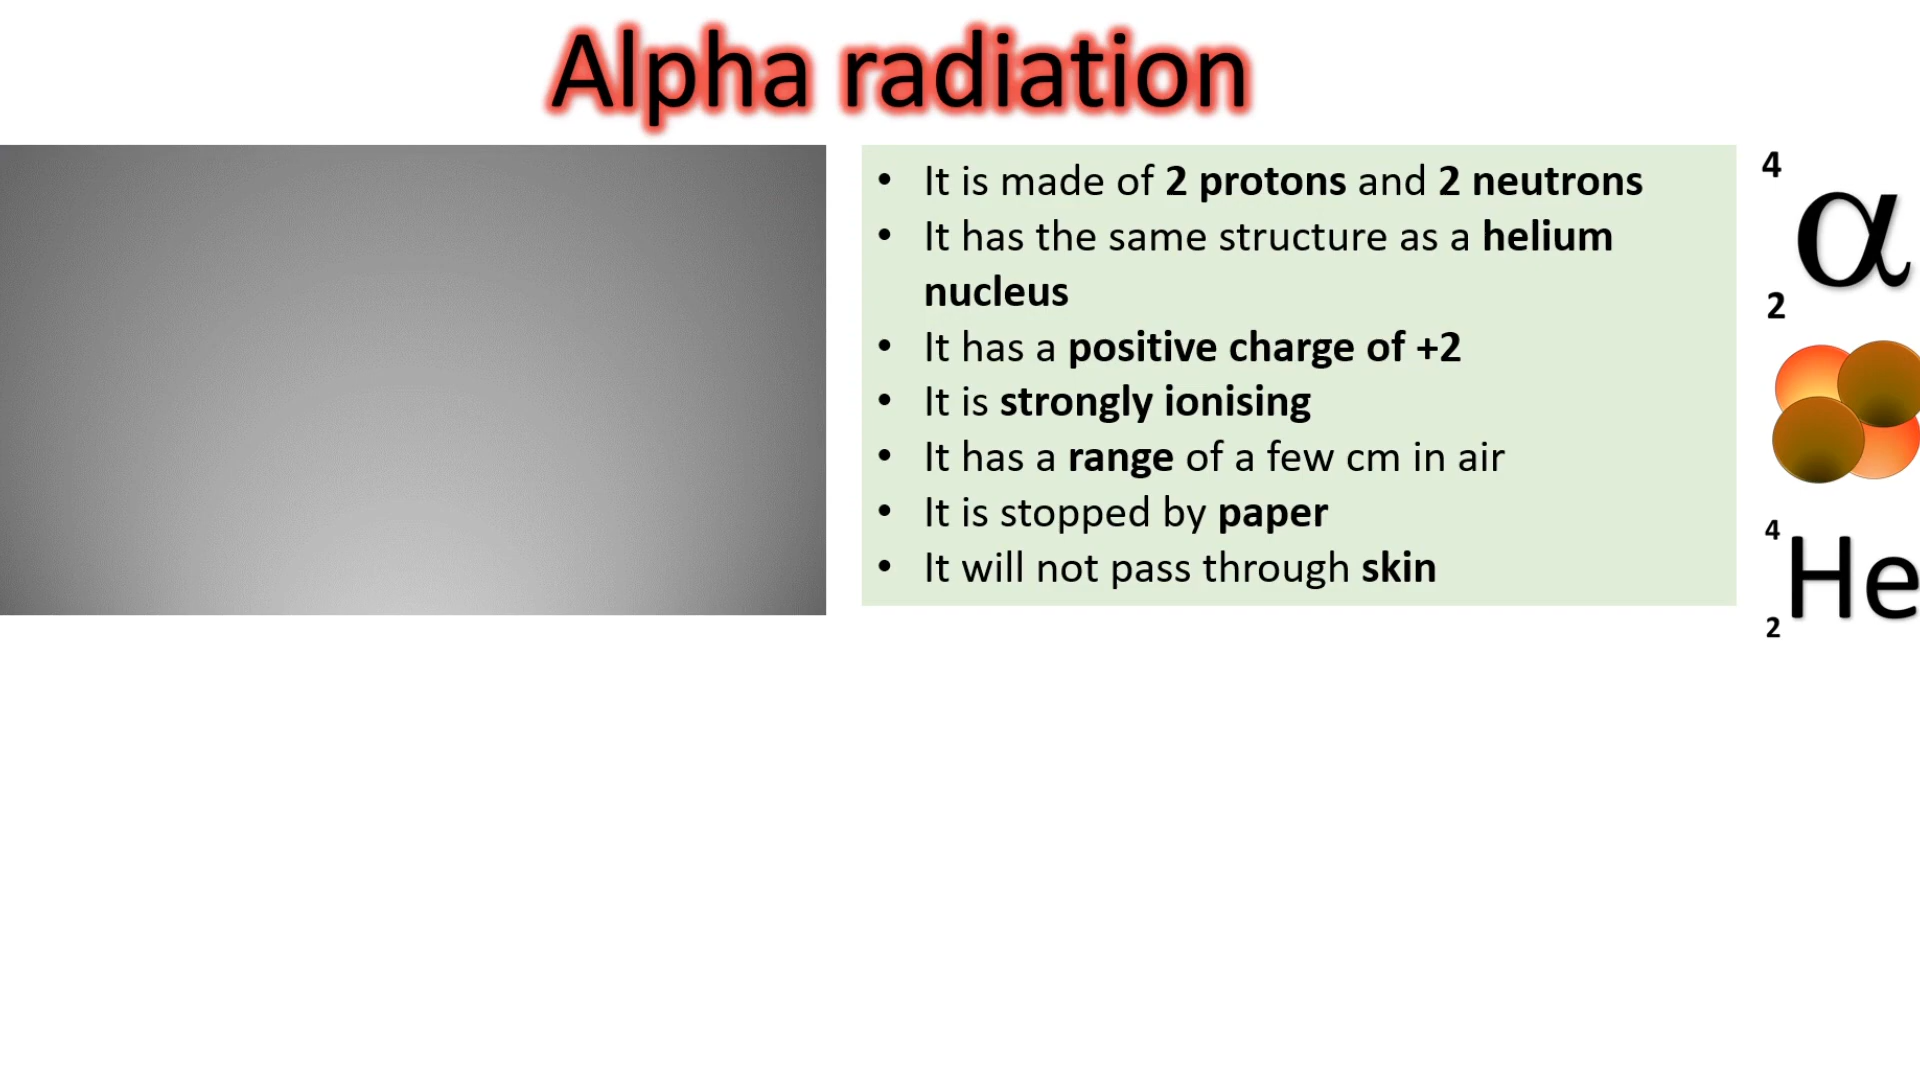 Alpha radiation
• It is made of 2 protons and 2 neutrons
• It has the same structure as a helium
nucleus
• It has a positive charge of +2
• It is strongly ionising
• It has a range of a few cm in air
• It is stopped by paper
• It will not pass through skin
4
α
2
4
He
2